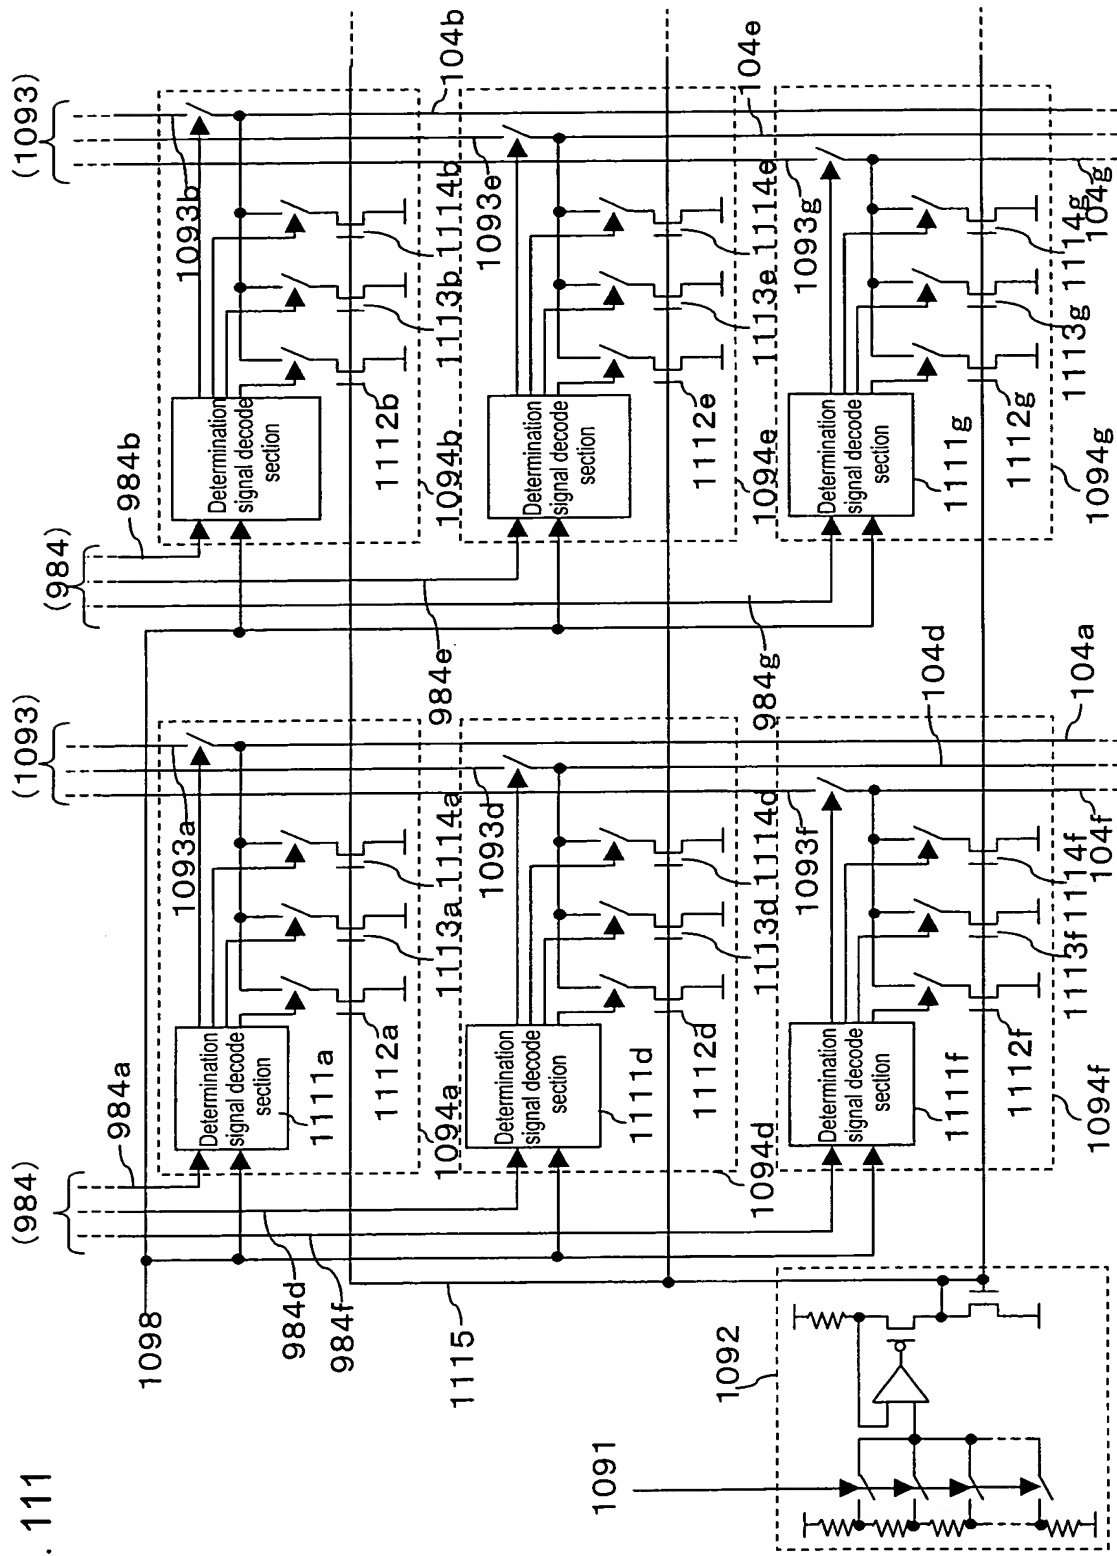 . 111
(1093)
(1093)
(984)
(984)
984a
984b
1093a
1093b
104b
Determination
signal decode
section
Determination
signal decode
section
1111a
1112a
1113a
1114a
1112b
1113b
1114b
1094a
1094b
1098
984d
984f
984e
984g
1093d
1093e
104d
104e
104a
Determination
signal decode
section
Determination
signal decode
section
1111d
1112d
1113d
1114d
1112e
1113e
1114e
1094d
1094e
1115
1093f
1093g
Determination
signal decode
section
Determination
signal decode
section
1111f
1112f
1113f
1114f
104f
1111g
1112g
1113g
1114g
104g
1094f
1094g
1092
1091